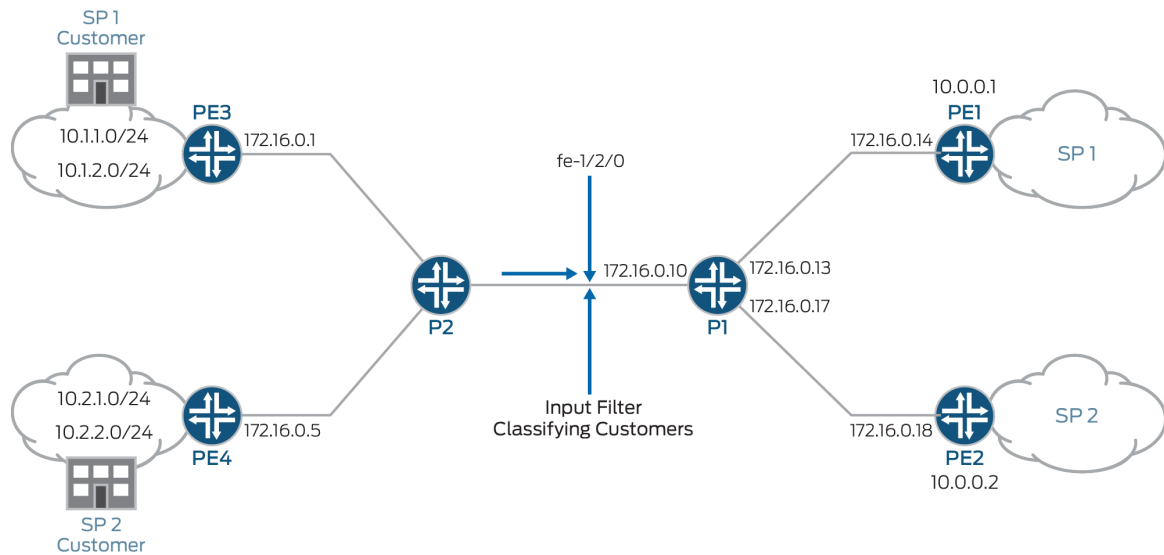 SP 1
Customer
PE3
10.1.1.0/24
10.1.2.0/24
172.16.0.1
fe-1/2/0
10.0.0.1
PE1
172.16.0.14
SP 1
172.16.0.10
172.16.0.13
172.16.0.17
P2
P1
10.2.1.0/24
10.2.2.0/24
172.16.0.5
PE4
SP 2
Customer
Input Filter
Classifying Customers
172.16.0.18
SP 2
PE2
10.0.0.2